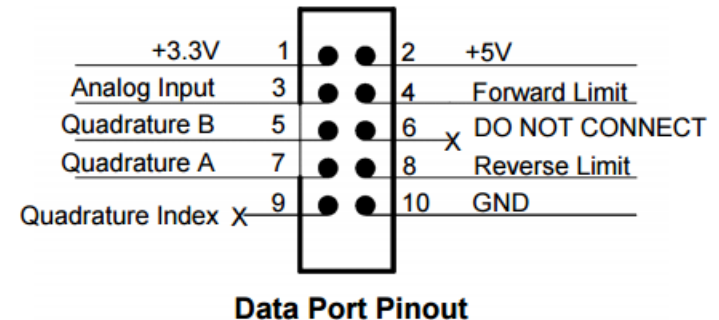 +3.3V 1 2 +5V
Analog Input 3 4 Forward Limit
Quadrature B 5 6 X DO NOT CONNECT
Quadrature A 7 8 Reverse Limit
Quadrature Index X 9 10 GND
Data Port Pinout